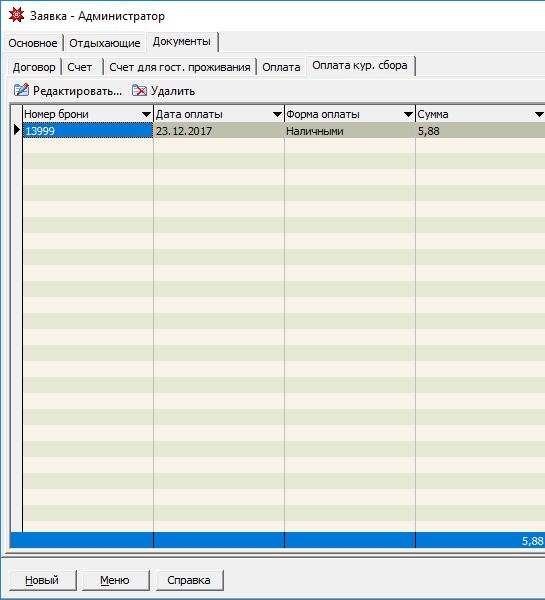 Заявка - Администратор
Основное Отдыхающие Документы
Договор Счет Счет для гост. проживания Оплата Оплата кур. сбора
Редактировать... Удалить
Номер брони Дата оплаты Форма оплаты Сумма
13999 23.12.2017 Наличными 5,88
5,88
Новый Меню Справка